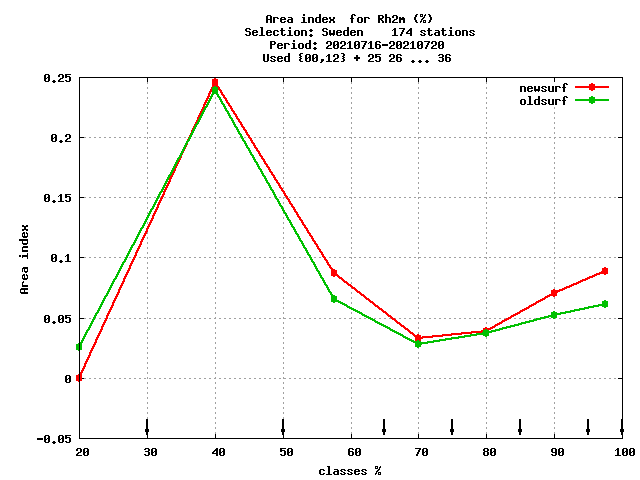 Area index  for Rh2m (%)
Selection: Sweden    174 stations
Period: 20210716-20210720
Used {00,12} + 25 26 ... 36
newsurf
oldsurf
0.25
0.2
0.15
0.1
0.05
0
-0.05
Area index
20 30 40 50 60 70 80 90 100
classes %